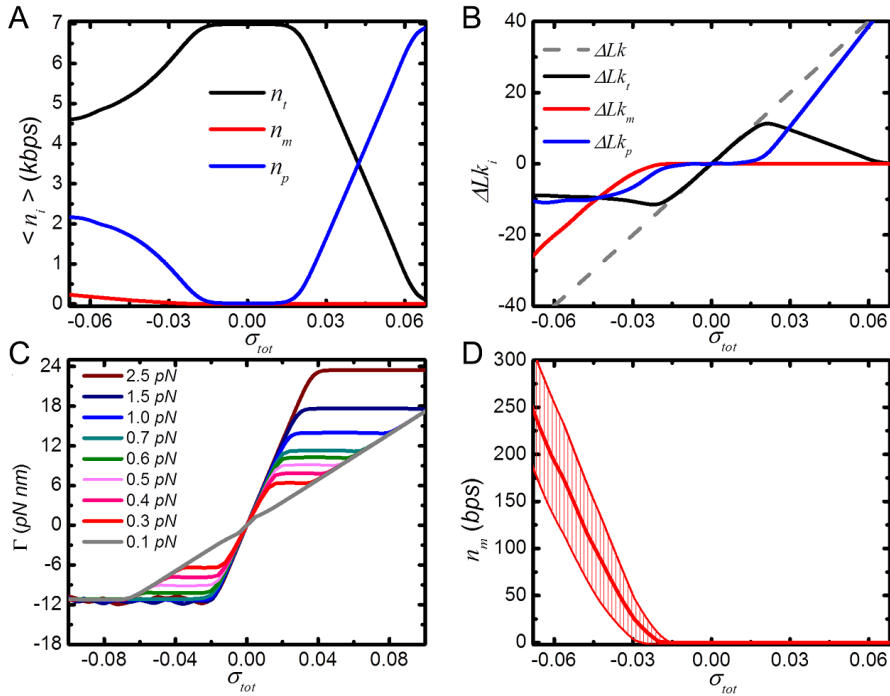 A
7
6
5
4
3
2
1
0
< n_i > (kbps)
n_t
n_m
n_p
-0.06 -0.03 0.00 0.03 0.06
σ_tot
B
40
20
0
-20
-40
ΔLk_i
ΔLk
ΔLk_t
ΔLk_m
ΔLk_p
-0.06 -0.03 0.00 0.03 0.06
σ_tot
C
24
18
12
6
0
-6
-12
-18
Γ (pN nm)
2.5 pN
1.5 pN
1.0 pN
0.7 pN
0.6 pN
0.5 pN
0.4 pN
0.3 pN
0.1 pN
-0.08 -0.04 0.00 0.04 0.08
σ_tot
D
300
250
200
150
100
50
0
n_m (bps)
-0.06 -0.03 0.00 0.03 0.06
σ_tot